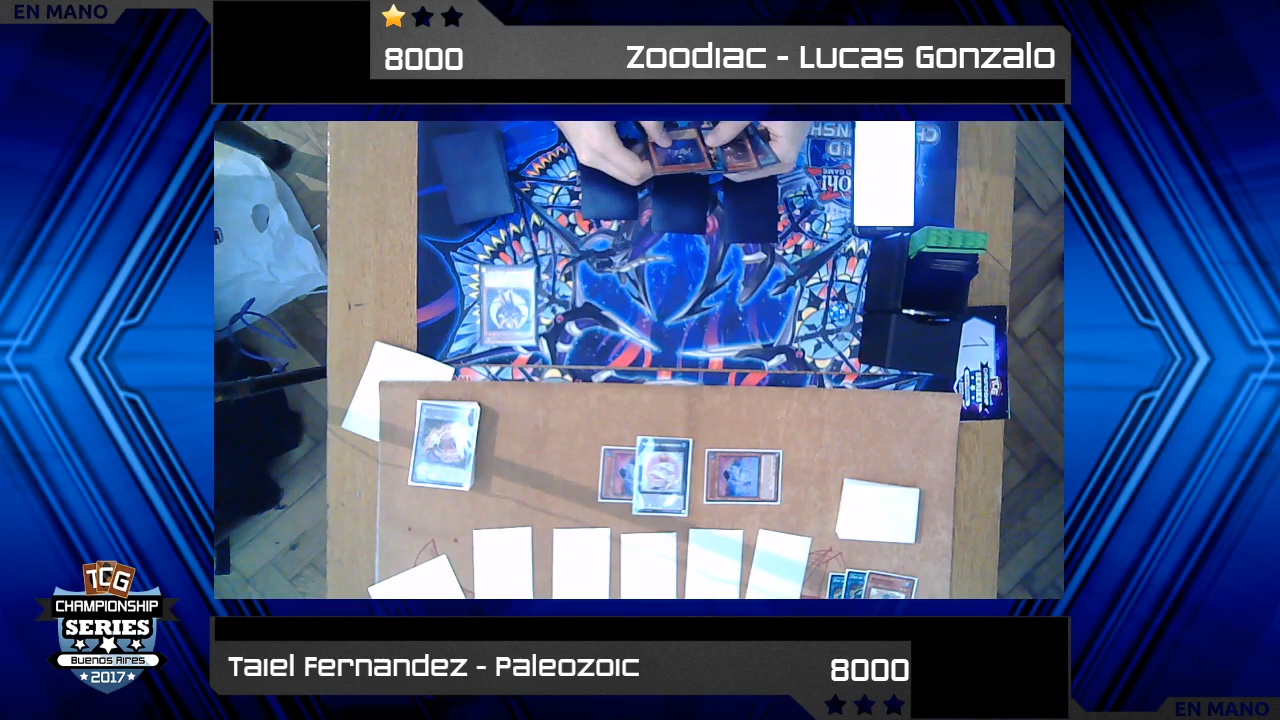 EN MANO
8000
Zoodiac - Lucas Gonzalo
TCG
CHAMPIONSHIP
SERIES
Buenos Aires
2017
Taiel Fernandez - Paleozoic
8000
EN MANO